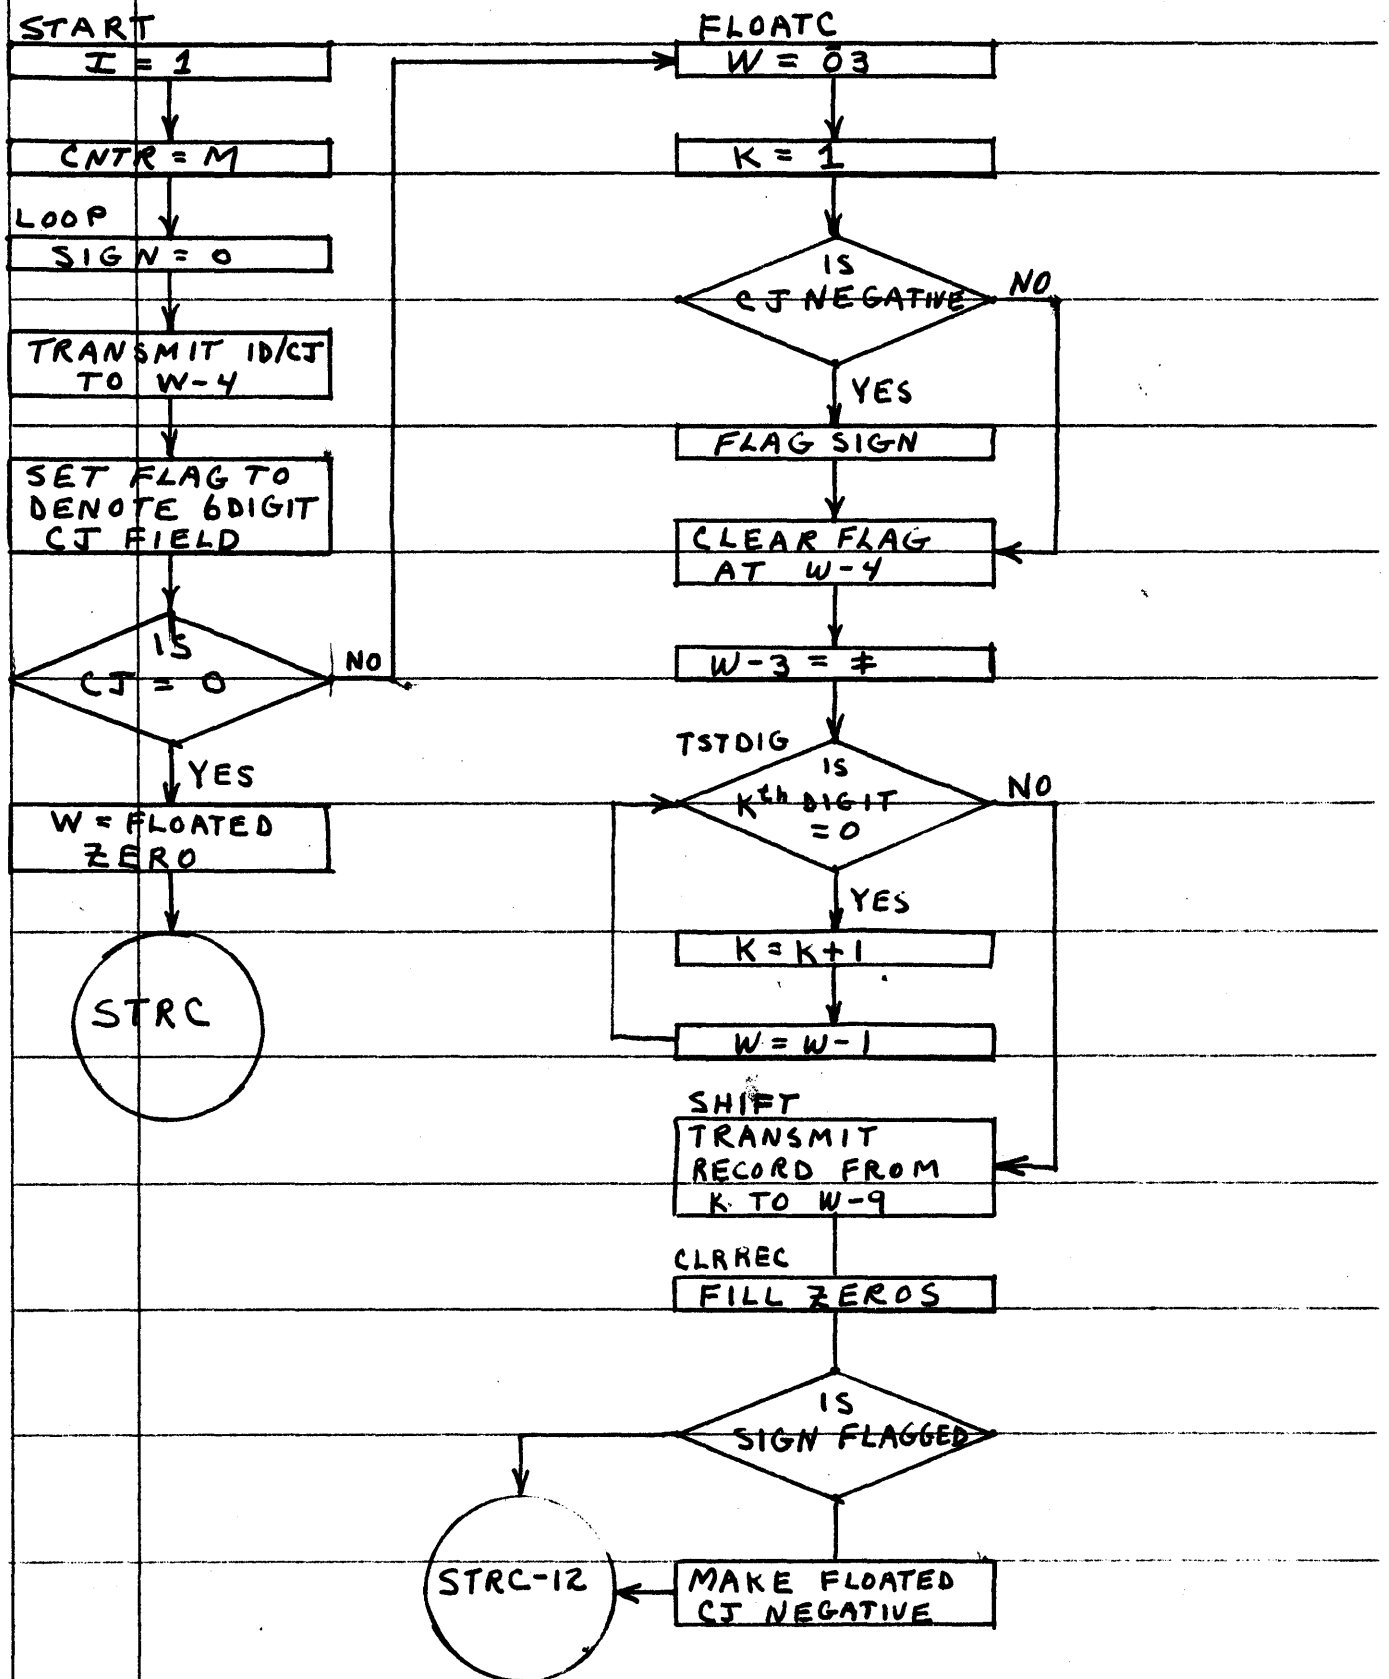 START
I = 1
CNTR = M
LOOP
SIGN = 0
TRANSMIT ID/CJ
TO W-4
SET FLAG TO
DENOTE 6DIGIT
CJ FIELD
IS
CJ = 0
NO
YES
W = FLOATED
ZERO
STRC
FLOATC
W = 0̄3
K = 1
IS
CJ NEGATIVE
NO
YES
FLAG SIGN
CLEAR FLAG
AT W-4
W-3 = ‡
TSTDIG
IS
Kth DIGIT
= 0
NO
YES
K = K+1
W = W-1
SHIFT
TRANSMIT
RECORD FROM
K TO W-9
CLRREC
FILL ZEROS
IS
SIGN FLAGGED
STRC-12
MAKE FLOATED
CJ NEGATIVE